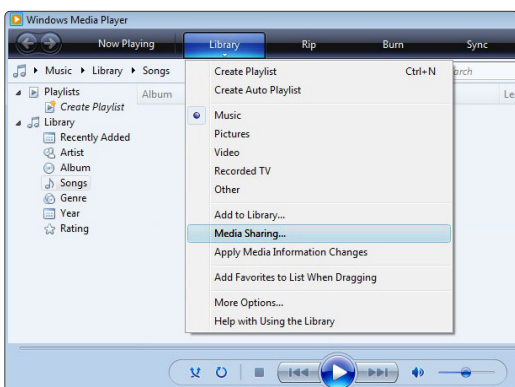 Windows Media Player
Now Playing Library Rip Burn Sync
Music Library Songs
Playlists
Create Playlist
Library
Recently Added
Artist
Album
Songs
Genre
Year
Rating
Album
Create Playlist Ctrl+N
Create Auto Playlist
Music
Pictures
Video
Recorded TV
Other
Add to Library...
Media Sharing...
Apply Media Information Changes
Add Favorites to List When Dragging
More Options...
Help with Using the Library
arch
Le